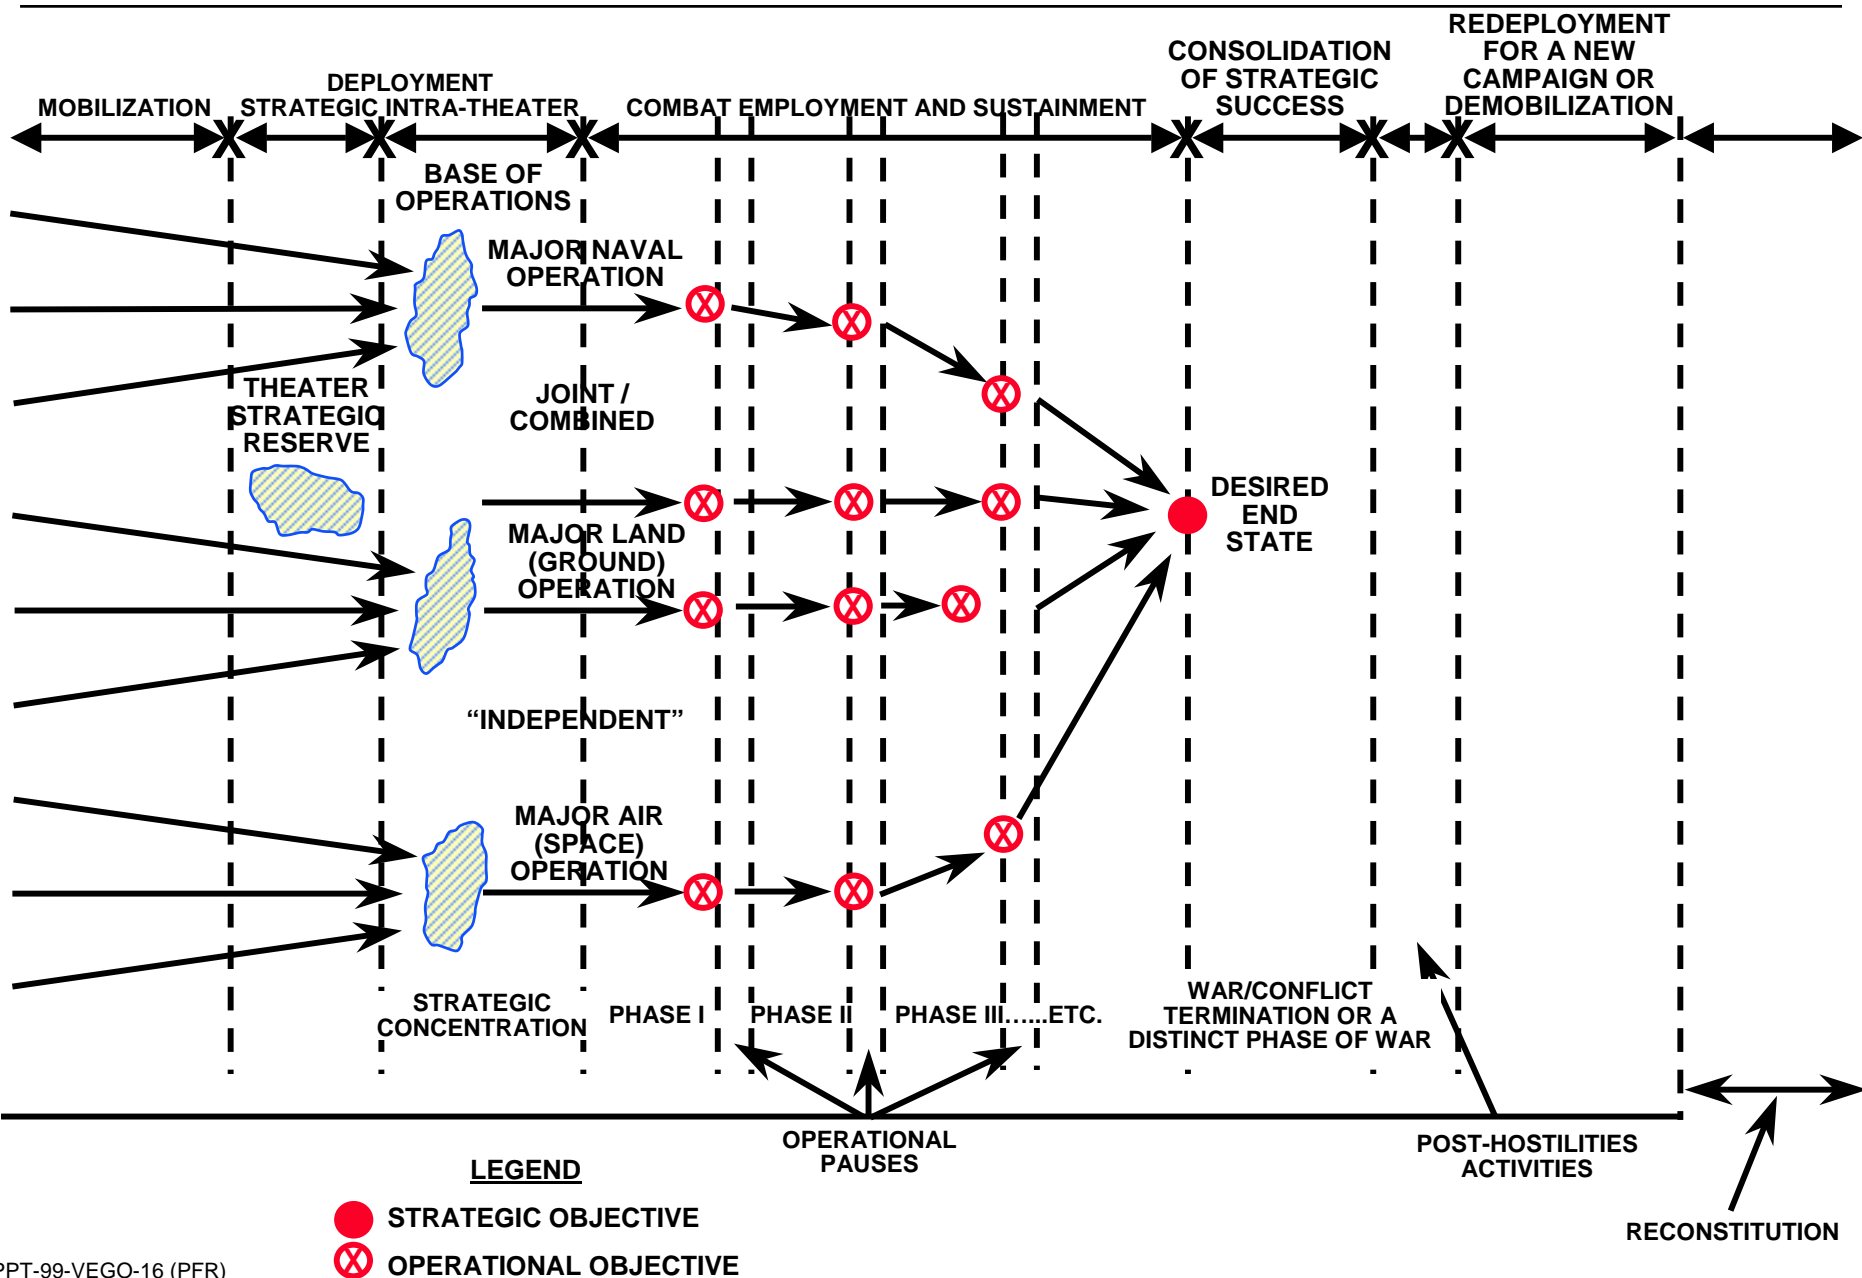 REDEPLOYMENT
FOR A NEW
CAMPAIGN OR
DEMOBILIZATION
CONSOLIDATION
OF STRATEGIC
SUCCESS
DEPLOYMENT
MOBILIZATION
STRATEGIC INTRA-THEATER
COMBAT EMPLOYMENT AND SUSTAINMENT
X X X X X X
BASE OF
OPERATIONS
MAJOR NAVAL
OPERATION
X
X
THEATER
STRATEGIC
RESERVE
JOINT /
COMBINED
X
X X X
DESIRED
END
STATE
MAJOR LAND
(GROUND)
OPERATION
X X X
“INDEPENDENT”
MAJOR AIR
(SPACE)
OPERATION
X
X X
STRATEGIC
CONCENTRATION
PHASE I
PHASE II
PHASE III…...ETC.
WAR/CONFLICT
TERMINATION OR A
DISTINCT PHASE OF WAR
OPERATIONAL
PAUSES
POST-HOSTILITIES
ACTIVITIES
RECONSTITUTION
LEGEND
STRATEGIC OBJECTIVE
X OPERATIONAL OBJECTIVE
PPT-99-VEGO-16 (PFR)